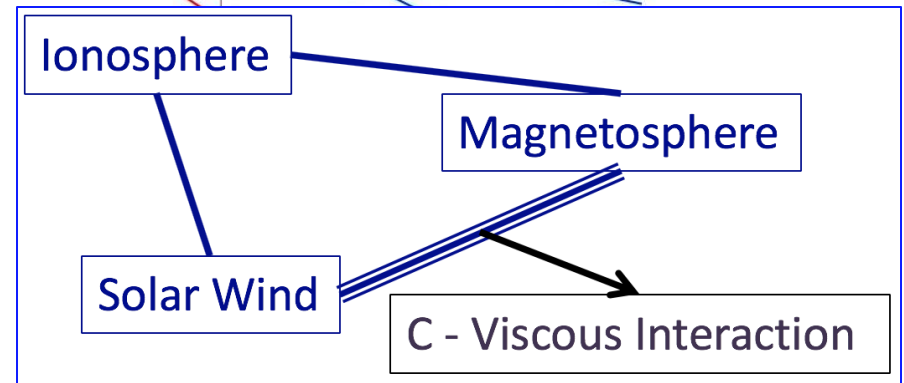 Ionosphere
Magnetosphere
Solar Wind
C - Viscous Interaction